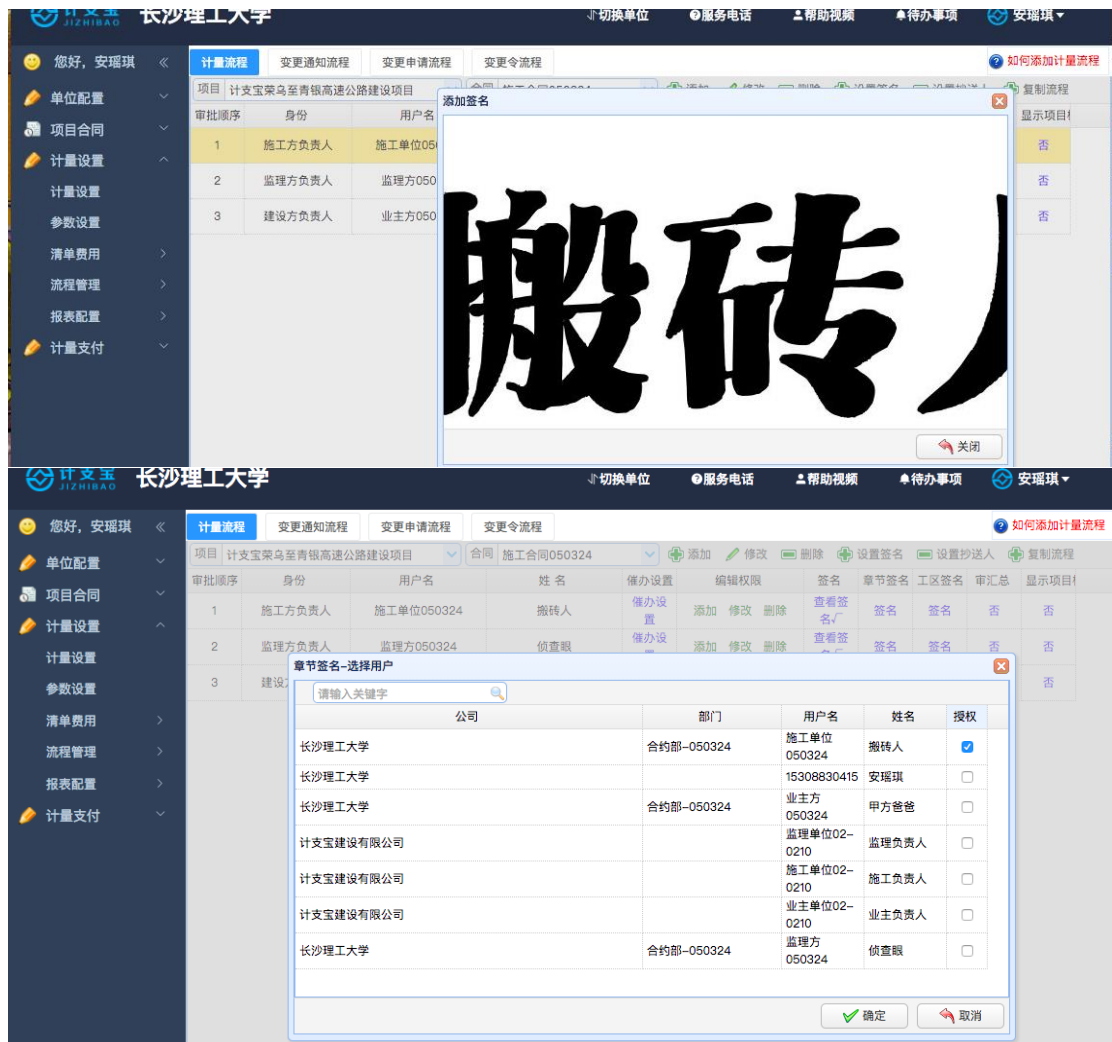 计支宝 JIZHIBAO 长沙理工大学 切换单位 服务电话 帮助视频 待办事项 安瑶琪
您好，安瑶琪 计量流程 变更通知流程 变更申请流程 变更令流程 如何添加计量流程
项目 计支宝荣乌至青银高速公路建设项目 复制流程
添加签名
单位配置
审批顺序 身份 用户名 显示项目
项目合同
1 施工方负责人 施工单位05 否
计量设置
2 监理方负责人 监理方050 否
计量设置
3 建设方负责人 业主方050 否
参数设置
清单费用
流程管理
报表配置
计量支付
搬砖人
关闭
计支宝 JIZHIBAO 长沙理工大学 切换单位 服务电话 帮助视频 待办事项 安瑶琪
您好，安瑶琪 计量流程 变更通知流程 变更申请流程 变更令流程 如何添加计量流程
项目 计支宝荣乌至青银高速公路建设项目 合同 施工合同050324 添加 修改 删除 设置签名 设置抄送人 复制流程
单位配置
审批顺序 身份 用户名 姓 名 催办设置 编辑权限 签名 章节签名 工区签名 审汇总 显示项目
项目合同
1 施工方负责人 施工单位050324 搬砖人 催办设置 添加 修改 删除 查看签名√ 签名 签名 否 否
计量设置
2 监理方负责人 监理方050324 侦查眼 催办设 添加 修改 删除 查看签 签名 签名 否 否
计量设置
3 建设 否
参数设置
清单费用
流程管理
报表配置
计量支付
章节签名-选择用户
请输入关键字
公司 部门 用户名 姓名 授权
长沙理工大学 合约部-050324 施工单位050324 搬砖人
长沙理工大学 15308830415 安瑶琪
长沙理工大学 合约部-050324 业主方050324 甲方爸爸
计支宝建设有限公司 监理单位02-0210 监理负责人
计支宝建设有限公司 施工单位02-0210 施工负责人
计支宝建设有限公司 业主单位02-0210 业主负责人
长沙理工大学 合约部-050324 监理方050324 侦查眼
确定 取消